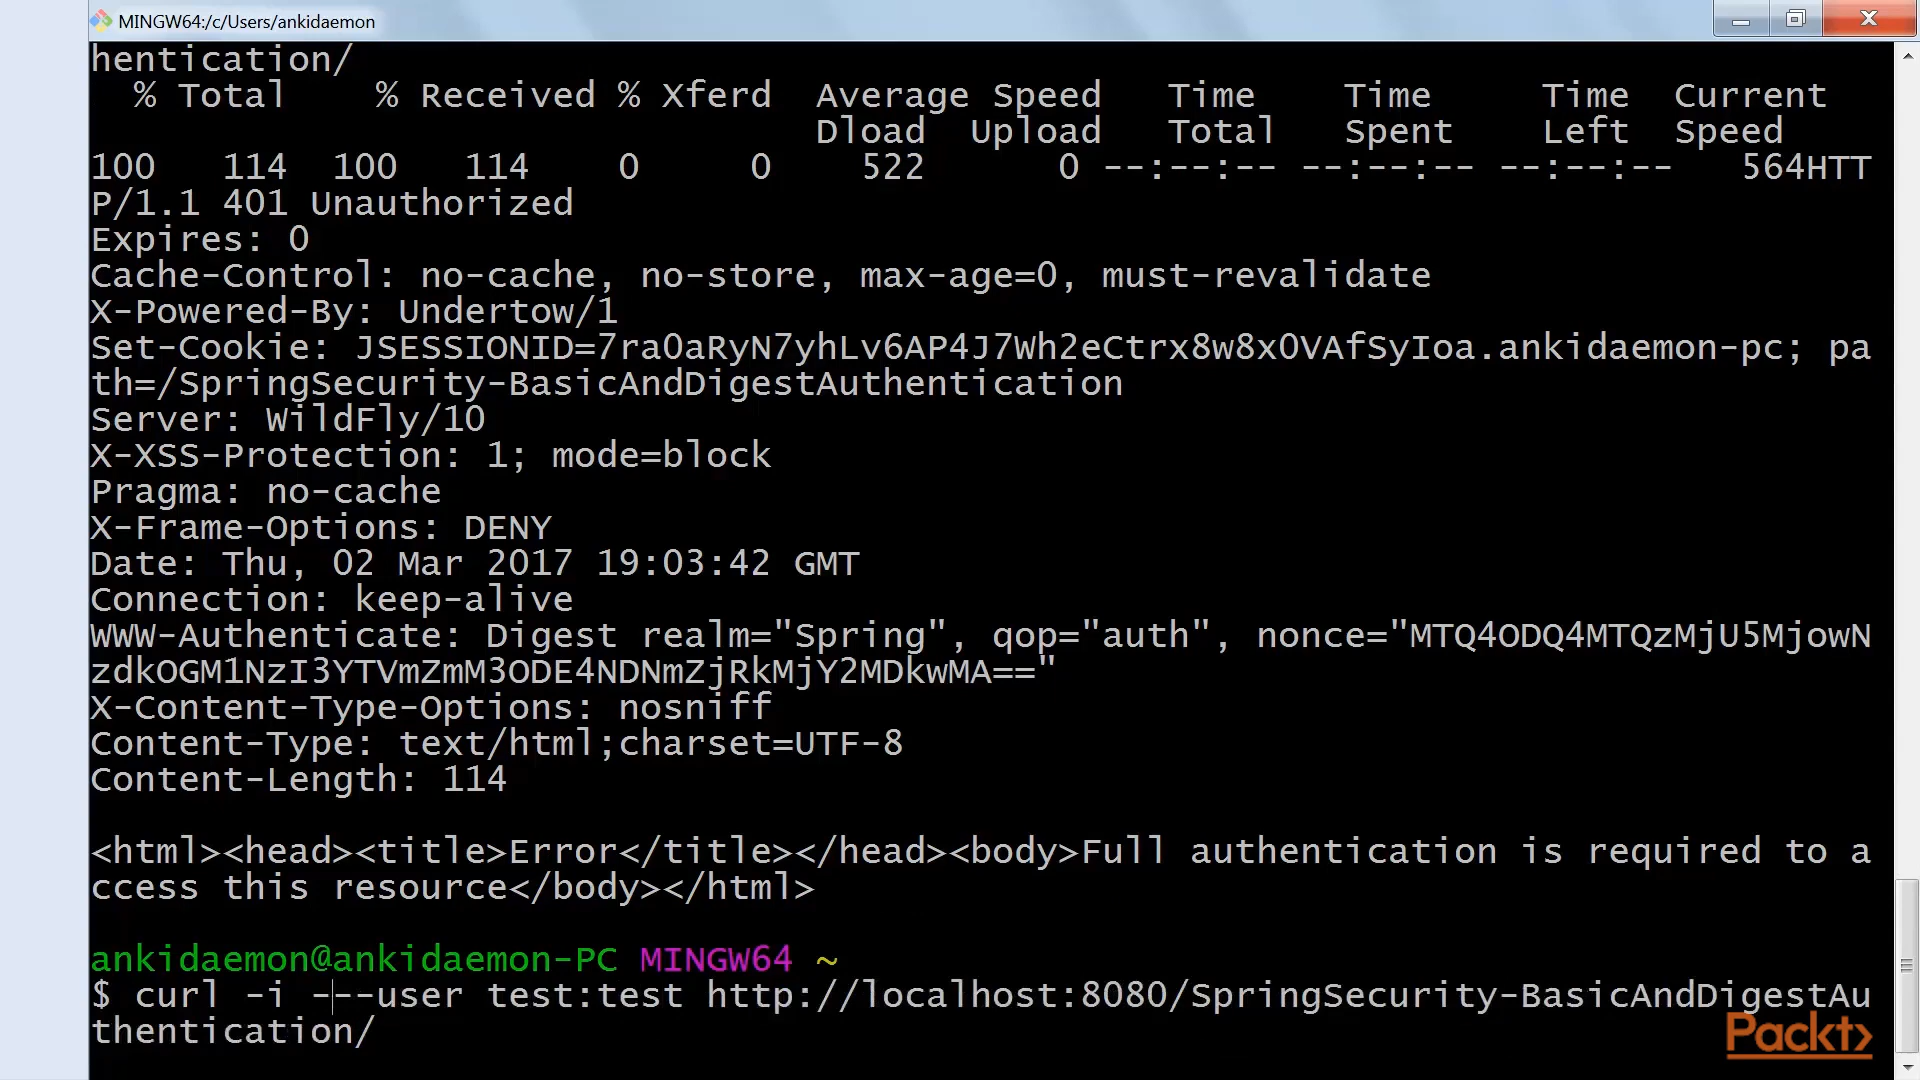 MINGW64:/c/Users/ankidaemon
hentication/
% Total % Received % Xferd Average Speed Time Time Time Current
Dload Upload Total Spent Left Speed
100 114 100 114 0 0 522 0 --:--:-- --:--:-- --:--:-- 564HTT
P/1.1 401 Unauthorized
Expires: 0
Cache-Control: no-cache, no-store, max-age=0, must-revalidate
X-Powered-By: Undertow/1
Set-Cookie: JSESSIONID=7ra0aRyN7yhLv6AP4J7Wh2eCtrx8w8x0VAfSyIoa.ankidaemon-pc; pa
th=/SpringSecurity-BasicAndDigestAuthentication
Server: WildFly/10
X-XSS-Protection: 1; mode=block
Pragma: no-cache
X-Frame-Options: DENY
Date: Thu, 02 Mar 2017 19:03:42 GMT
Connection: keep-alive
WWW-Authenticate: Digest realm="Spring", qop="auth", nonce="MTQ4ODQ4MTQzMjU5MjowN
zdkOGM1NzI3YTVmZmM3ODE4NDNmZjRkMjY2MDkwMA=="
X-Content-Type-Options: nosniff
Content-Type: text/html;charset=UTF-8
Content-Length: 114
<html><head><title>Error</title></head><body>Full authentication is required to a
ccess this resource</body></html>
ankidaemon@ankidaemon-PC MINGW64 ~
$ curl -i ---user test:test http://localhost:8080/SpringSecurity-BasicAndDigestAu
thentication/
Packt>